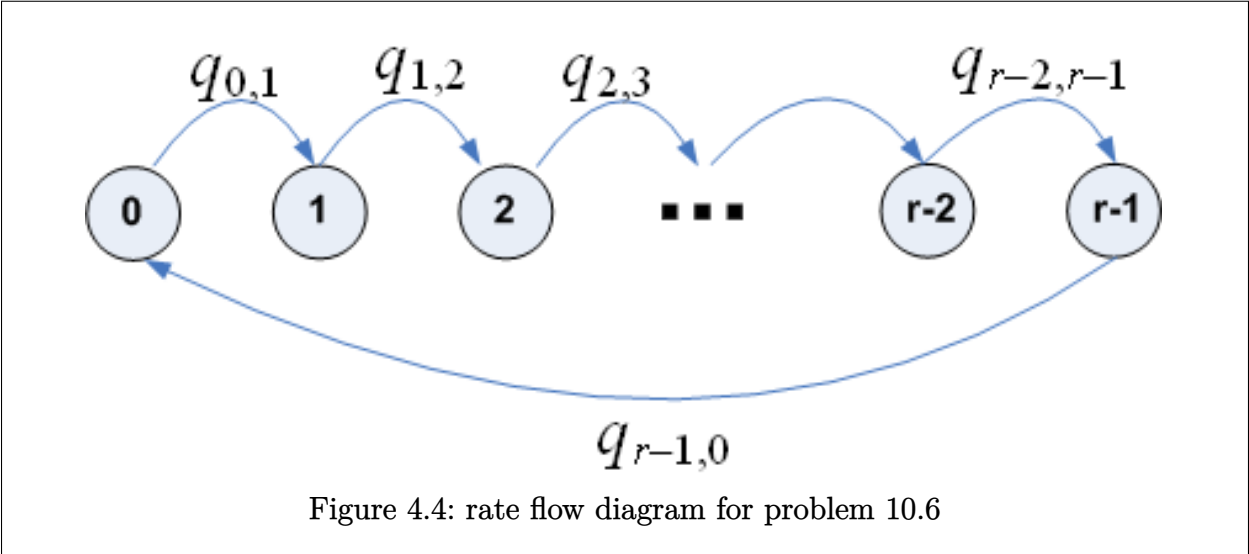 q0,1 q1,2 q2,3 qr−2,r−1
0 1 2 ... r-2 r-1
qr−1,0
Figure 4.4: rate flow diagram for problem 10.6